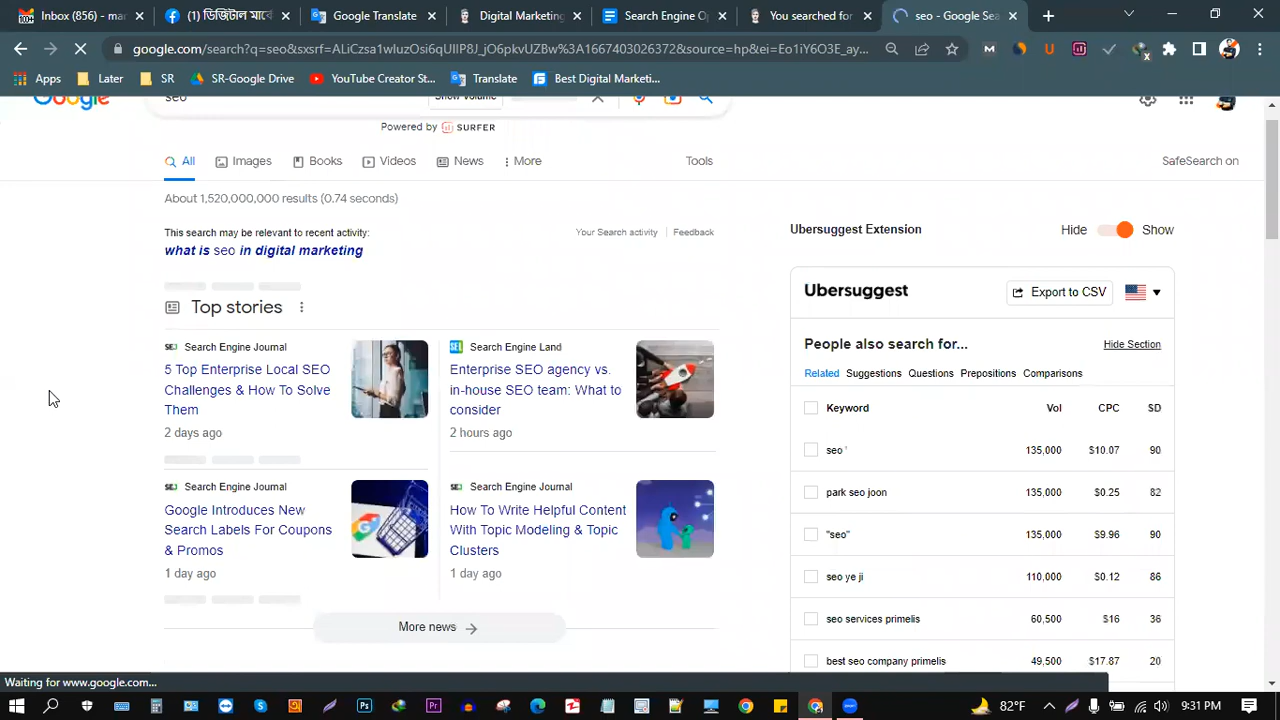 Inbox (856) - ma
(1) ডিজিটাল মার্কে
Google Translate
Digital Marketing
Search Engine Op
You searched for
seo - Google Sea
google.com/search?q=seo&sxsrf=ALiCzsa1wluzOsi6qUIlP8J_jO6pkvUZBw%3A1667403026372&source=hp&ei=Eo1iY6O3E_ay...
Apps
Later
SR
SR-Google Drive
YouTube Creator St...
Translate
Best Digital Marketi...
Google
seo
Show Volume
Powered by SURFER
All
Images
Books
Videos
News
More
Tools
SafeSearch on
About 1,520,000,000 results (0.74 seconds)
This search may be relevant to recent activity:
Your Search activity
Feedback
what is seo in digital marketing
Top stories
Search Engine Journal
5 Top Enterprise Local SEO
Challenges & How To Solve
Them
2 days ago
Search Engine Land
Enterprise SEO agency vs.
in-house SEO team: What to
consider
2 hours ago
Search Engine Journal
Google Introduces New
Search Labels For Coupons
& Promos
1 day ago
Search Engine Journal
How To Write Helpful Content
With Topic Modeling & Topic
Clusters
1 day ago
More news
Ubersuggest Extension
Hide
Show
Ubersuggest
Export to CSV
People also search for...
Hide Section
Related Suggestions Questions Prepositions Comparisons
Keyword Vol CPC SD
seo ' 135,000 $10.07 90
park seo joon 135,000 $0.25 82
"seo" 135,000 $9.96 90
seo ye ji 110,000 $0.12 86
seo services primelis 60,500 $16 36
best seo company primelis 49,500 $17.87 20
Waiting for www.google.com...
82°F
9:31 PM